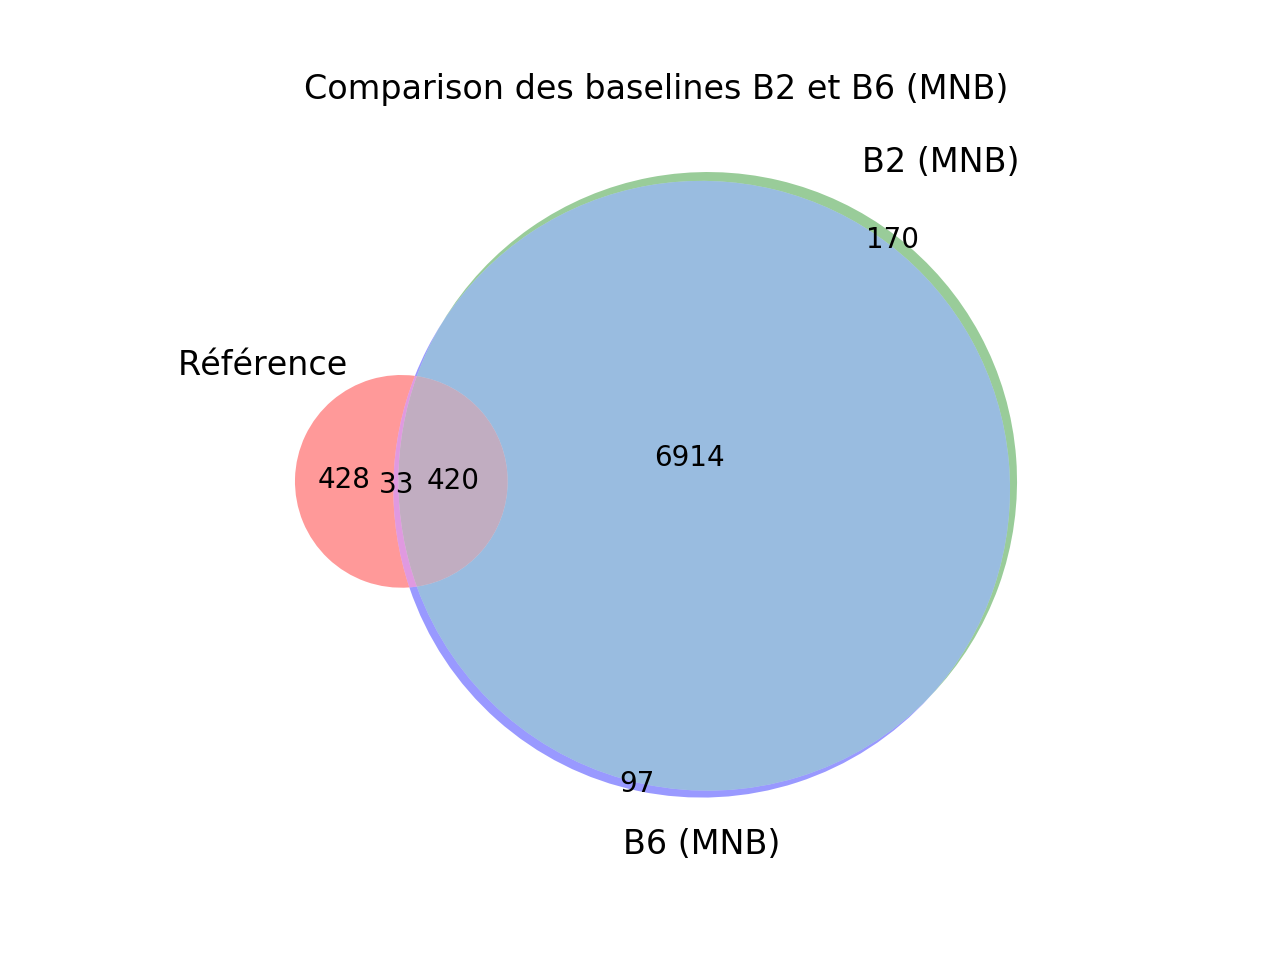 Comparison des baselines B2 et B6 (MNB)
B2 (MNB)
170
Référence
6914
428
33
420
97
B6 (MNB)